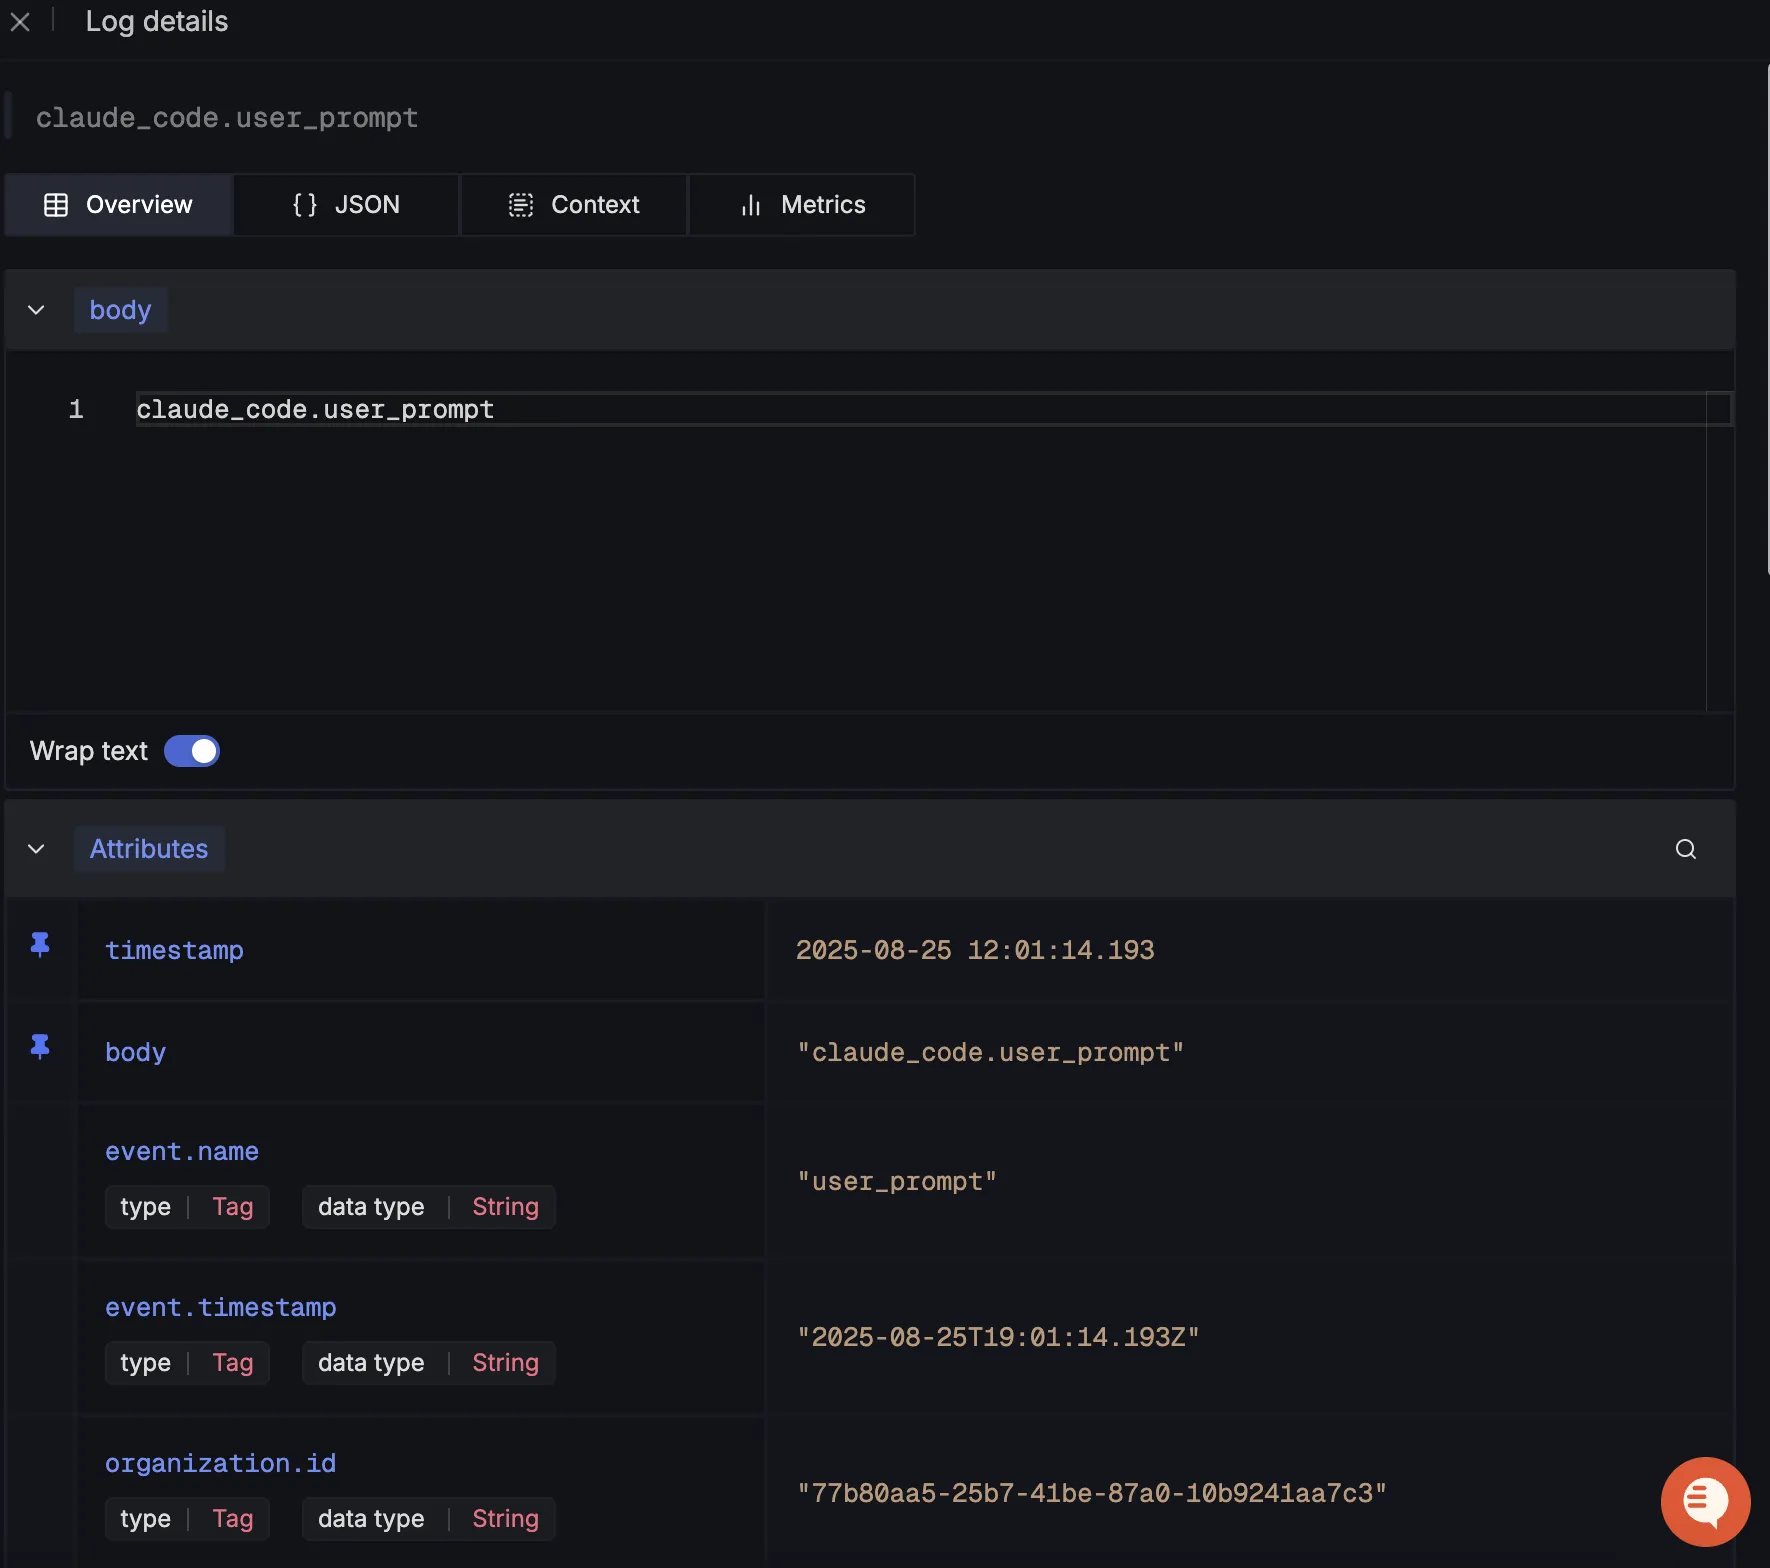 Log details
claude_code.user_prompt
Overview
{} JSON
Context
Metrics
body
1 claude_code.user_prompt
Wrap text
Attributes
timestamp
2025-08-25 12:01:14.193
body
"claude_code.user_prompt"
event.name
type | Tag data type | String
"user_prompt"
event.timestamp
type | Tag data type | String
"2025-08-25T19:01:14.193Z"
organization.id
type | Tag data type | String
"77b80aa5-25b7-41be-87a0-10b9241aa7c3"